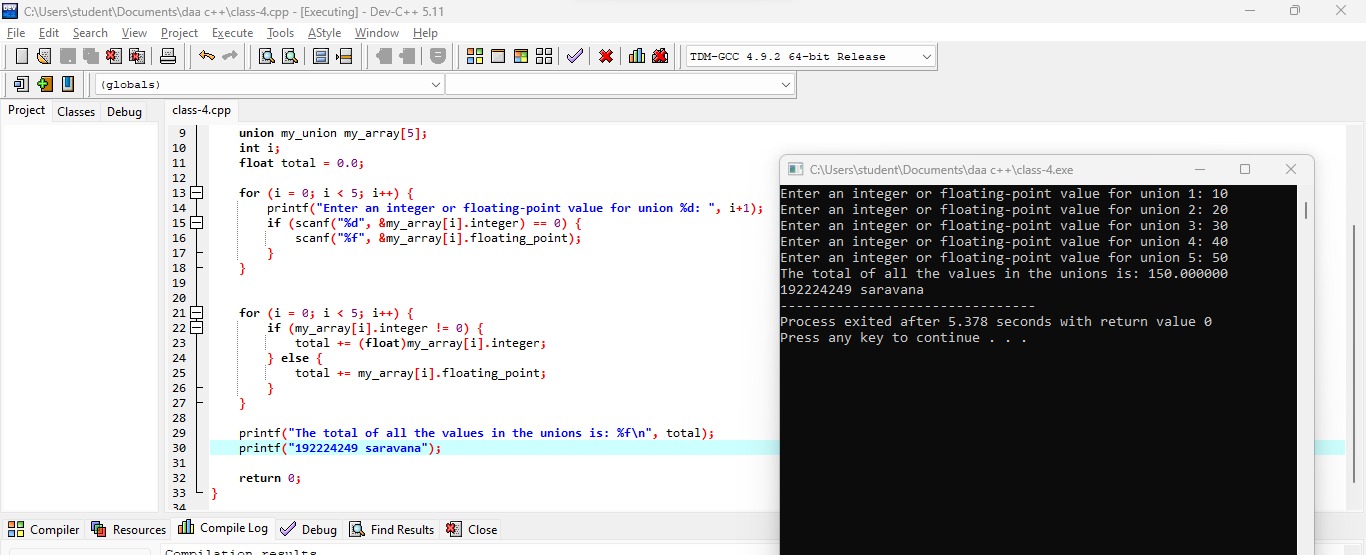 C:\Users\student\Documents\daa c++\class-4.cpp - [Executing] - Dev-C++ 5.11
File Edit Search View Project Execute Tools AStyle Window Help
TDM-GCC 4.9.2 64-bit Release
(globals)
Project Classes Debug
class-4.cpp
9 union my_union my_array[5];
10 int i;
11 float total = 0.0;
12
13 for (i = 0; i < 5; i++) {
14 printf("Enter an integer or floating-point value for union %d: ", i+1);
15 if (scanf("%d", &my_array[i].integer) == 0) {
16 scanf("%f", &my_array[i].floating_point);
17 }
18 }
19
20
21 for (i = 0; i < 5; i++) {
22 if (my_array[i].integer != 0) {
23 total += (float)my_array[i].integer;
24 } else {
25 total += my_array[i].floating_point;
26 }
27 }
28
29 printf("The total of all the values in the unions is: %f\n", total);
30 printf("192224249 saravana");
31
32 return 0;
33 }
34
C:\Users\student\Documents\daa c++\class-4.exe
Enter an integer or floating-point value for union 1: 10
Enter an integer or floating-point value for union 2: 20
Enter an integer or floating-point value for union 3: 30
Enter an integer or floating-point value for union 4: 40
Enter an integer or floating-point value for union 5: 50
The total of all the values in the unions is: 150.000000
192224249 saravana
--------------------------------
Process exited after 5.378 seconds with return value 0
Press any key to continue . . .
Compiler Resources Compile Log Debug Find Results Close
Compilation results